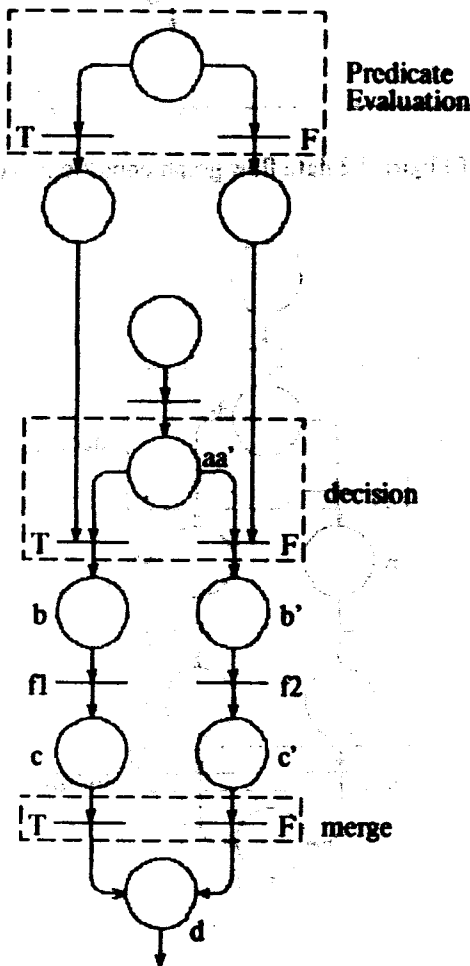 Predicate
Evaluation
T F
aa'
decision
T F
b b'
f1 f2
c c'
T F merge
d